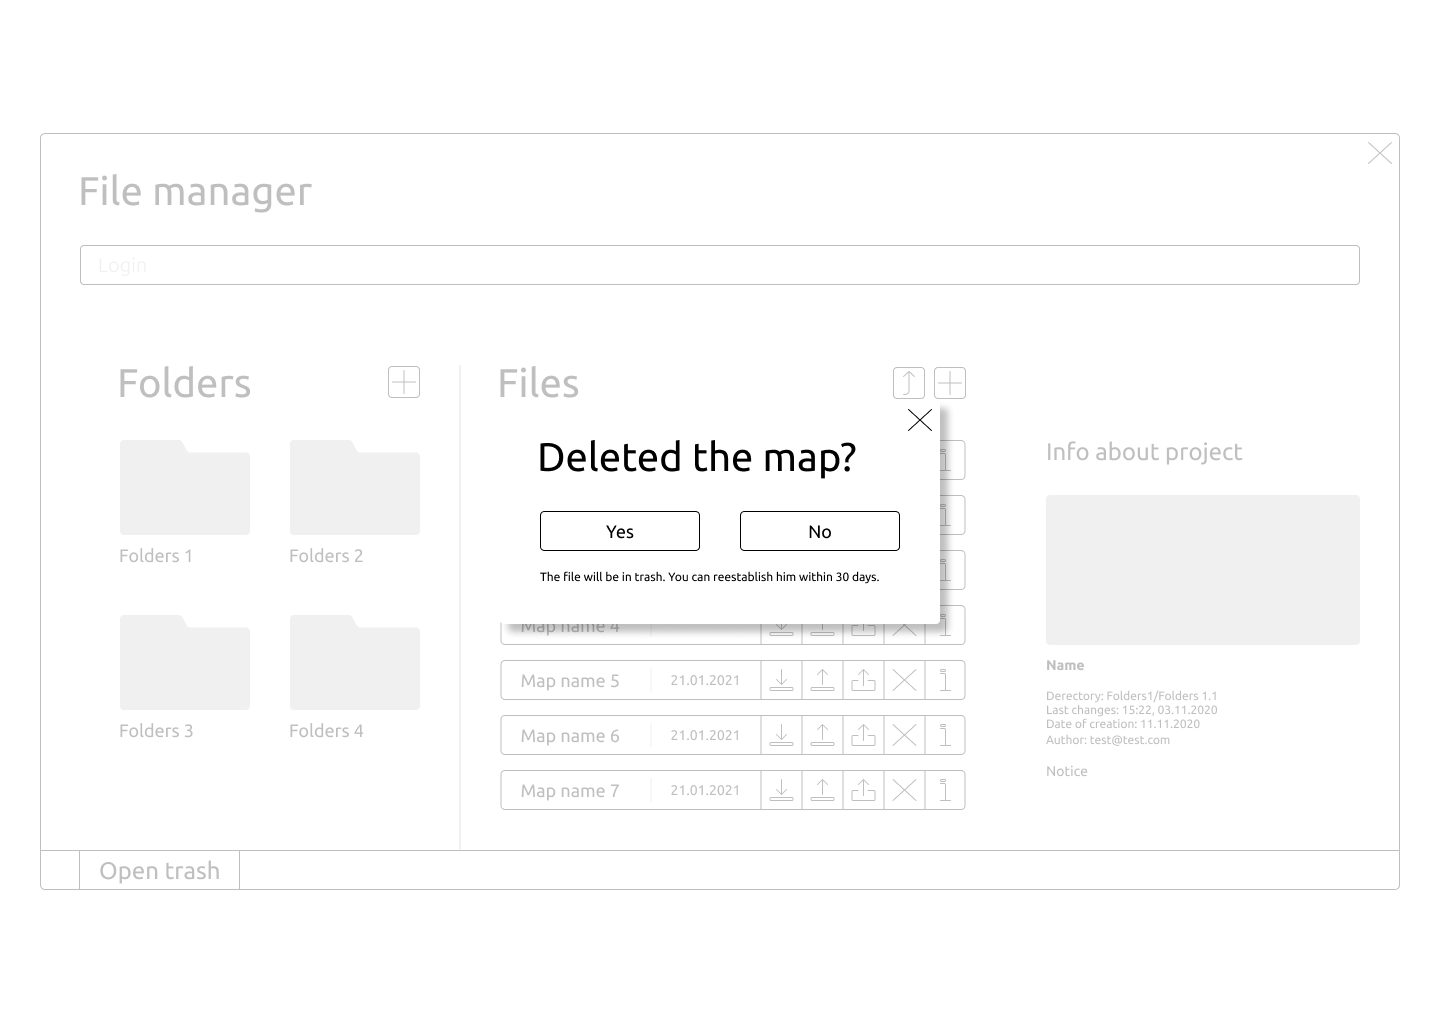 File manager
Login
Folders
Files
Deleted the map?
Yes
No
The file will be in trash. You can reestablish him within 30 days.
Folders 1
Folders 2
Folders 3
Folders 4
Map name 4
Map name 5
21.01.2021
Map name 6
21.01.2021
Map name 7
21.01.2021
Info about project
Name
Derectory: Folders1/Folders 1.1
Last changes: 15:22, 03.11.2020
Date of creation: 11.11.2020
Author: test@test.com
Notice
Open trash